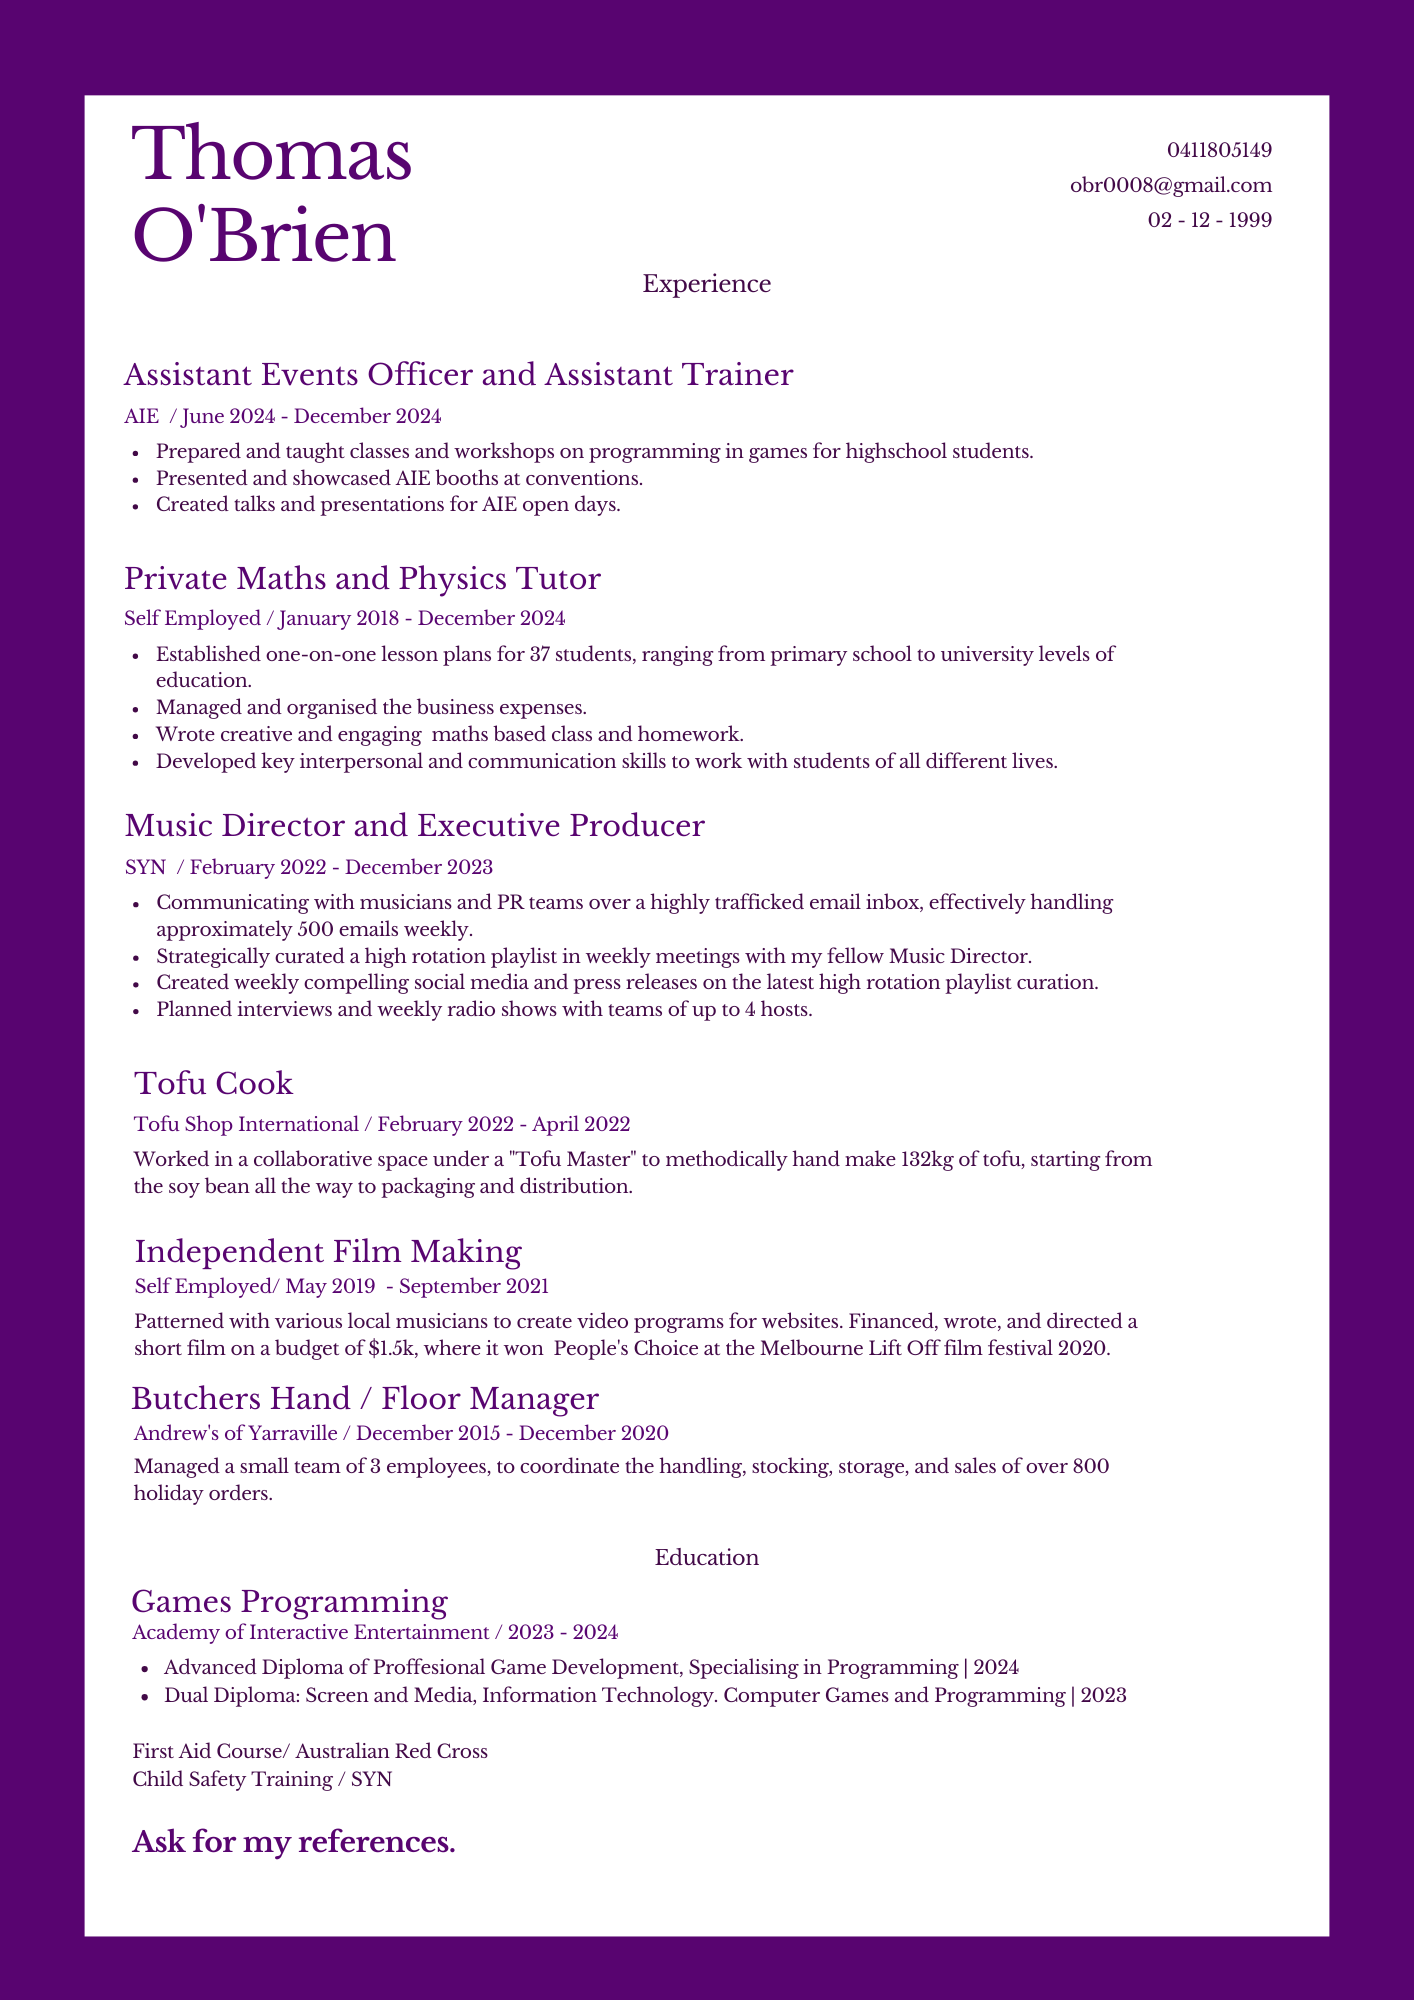 Thomas
O'Brien
0411805149
obr0008@gmail.com
02 - 12 - 1999
Experience
Assistant Events Officer and Assistant Trainer
AIE / June 2024 - December 2024
• Prepared and taught classes and workshops on programming in games for highschool students.
• Presented and showcased AIE booths at conventions.
• Created talks and presentations for AIE open days.
Private Maths and Physics Tutor
Self Employed / January 2018 - December 2024
• Established one-on-one lesson plans for 37 students, ranging from primary school to university levels of
education.
• Managed and organised the business expenses.
• Wrote creative and engaging maths based class and homework.
• Developed key interpersonal and communication skills to work with students of all different lives.
Music Director and Executive Producer
SYN / February 2022 - December 2023
• Communicating with musicians and PR teams over a highly trafficked email inbox, effectively handling
approximately 500 emails weekly.
• Strategically curated a high rotation playlist in weekly meetings with my fellow Music Director.
• Created weekly compelling social media and press releases on the latest high rotation playlist curation.
• Planned interviews and weekly radio shows with teams of up to 4 hosts.
Tofu Cook
Tofu Shop International / February 2022 - April 2022
Worked in a collaborative space under a "Tofu Master" to methodically hand make 132kg of tofu, starting from
the soy bean all the way to packaging and distribution.
Independent Film Making
Self Employed/ May 2019 - September 2021
Patterned with various local musicians to create video programs for websites. Financed, wrote, and directed a
short film on a budget of $1.5k, where it won People's Choice at the Melbourne Lift Off film festival 2020.
Butchers Hand / Floor Manager
Andrew's of Yarraville / December 2015 - December 2020
Managed a small team of 3 employees, to coordinate the handling, stocking, storage, and sales of over 800
holiday orders.
Education
Games Programming
Academy of Interactive Entertainment / 2023 - 2024
• Advanced Diploma of Proffesional Game Development, Specialising in Programming | 2024
• Dual Diploma: Screen and Media, Information Technology. Computer Games and Programming | 2023
First Aid Course/ Australian Red Cross
Child Safety Training / SYN
Ask for my references.